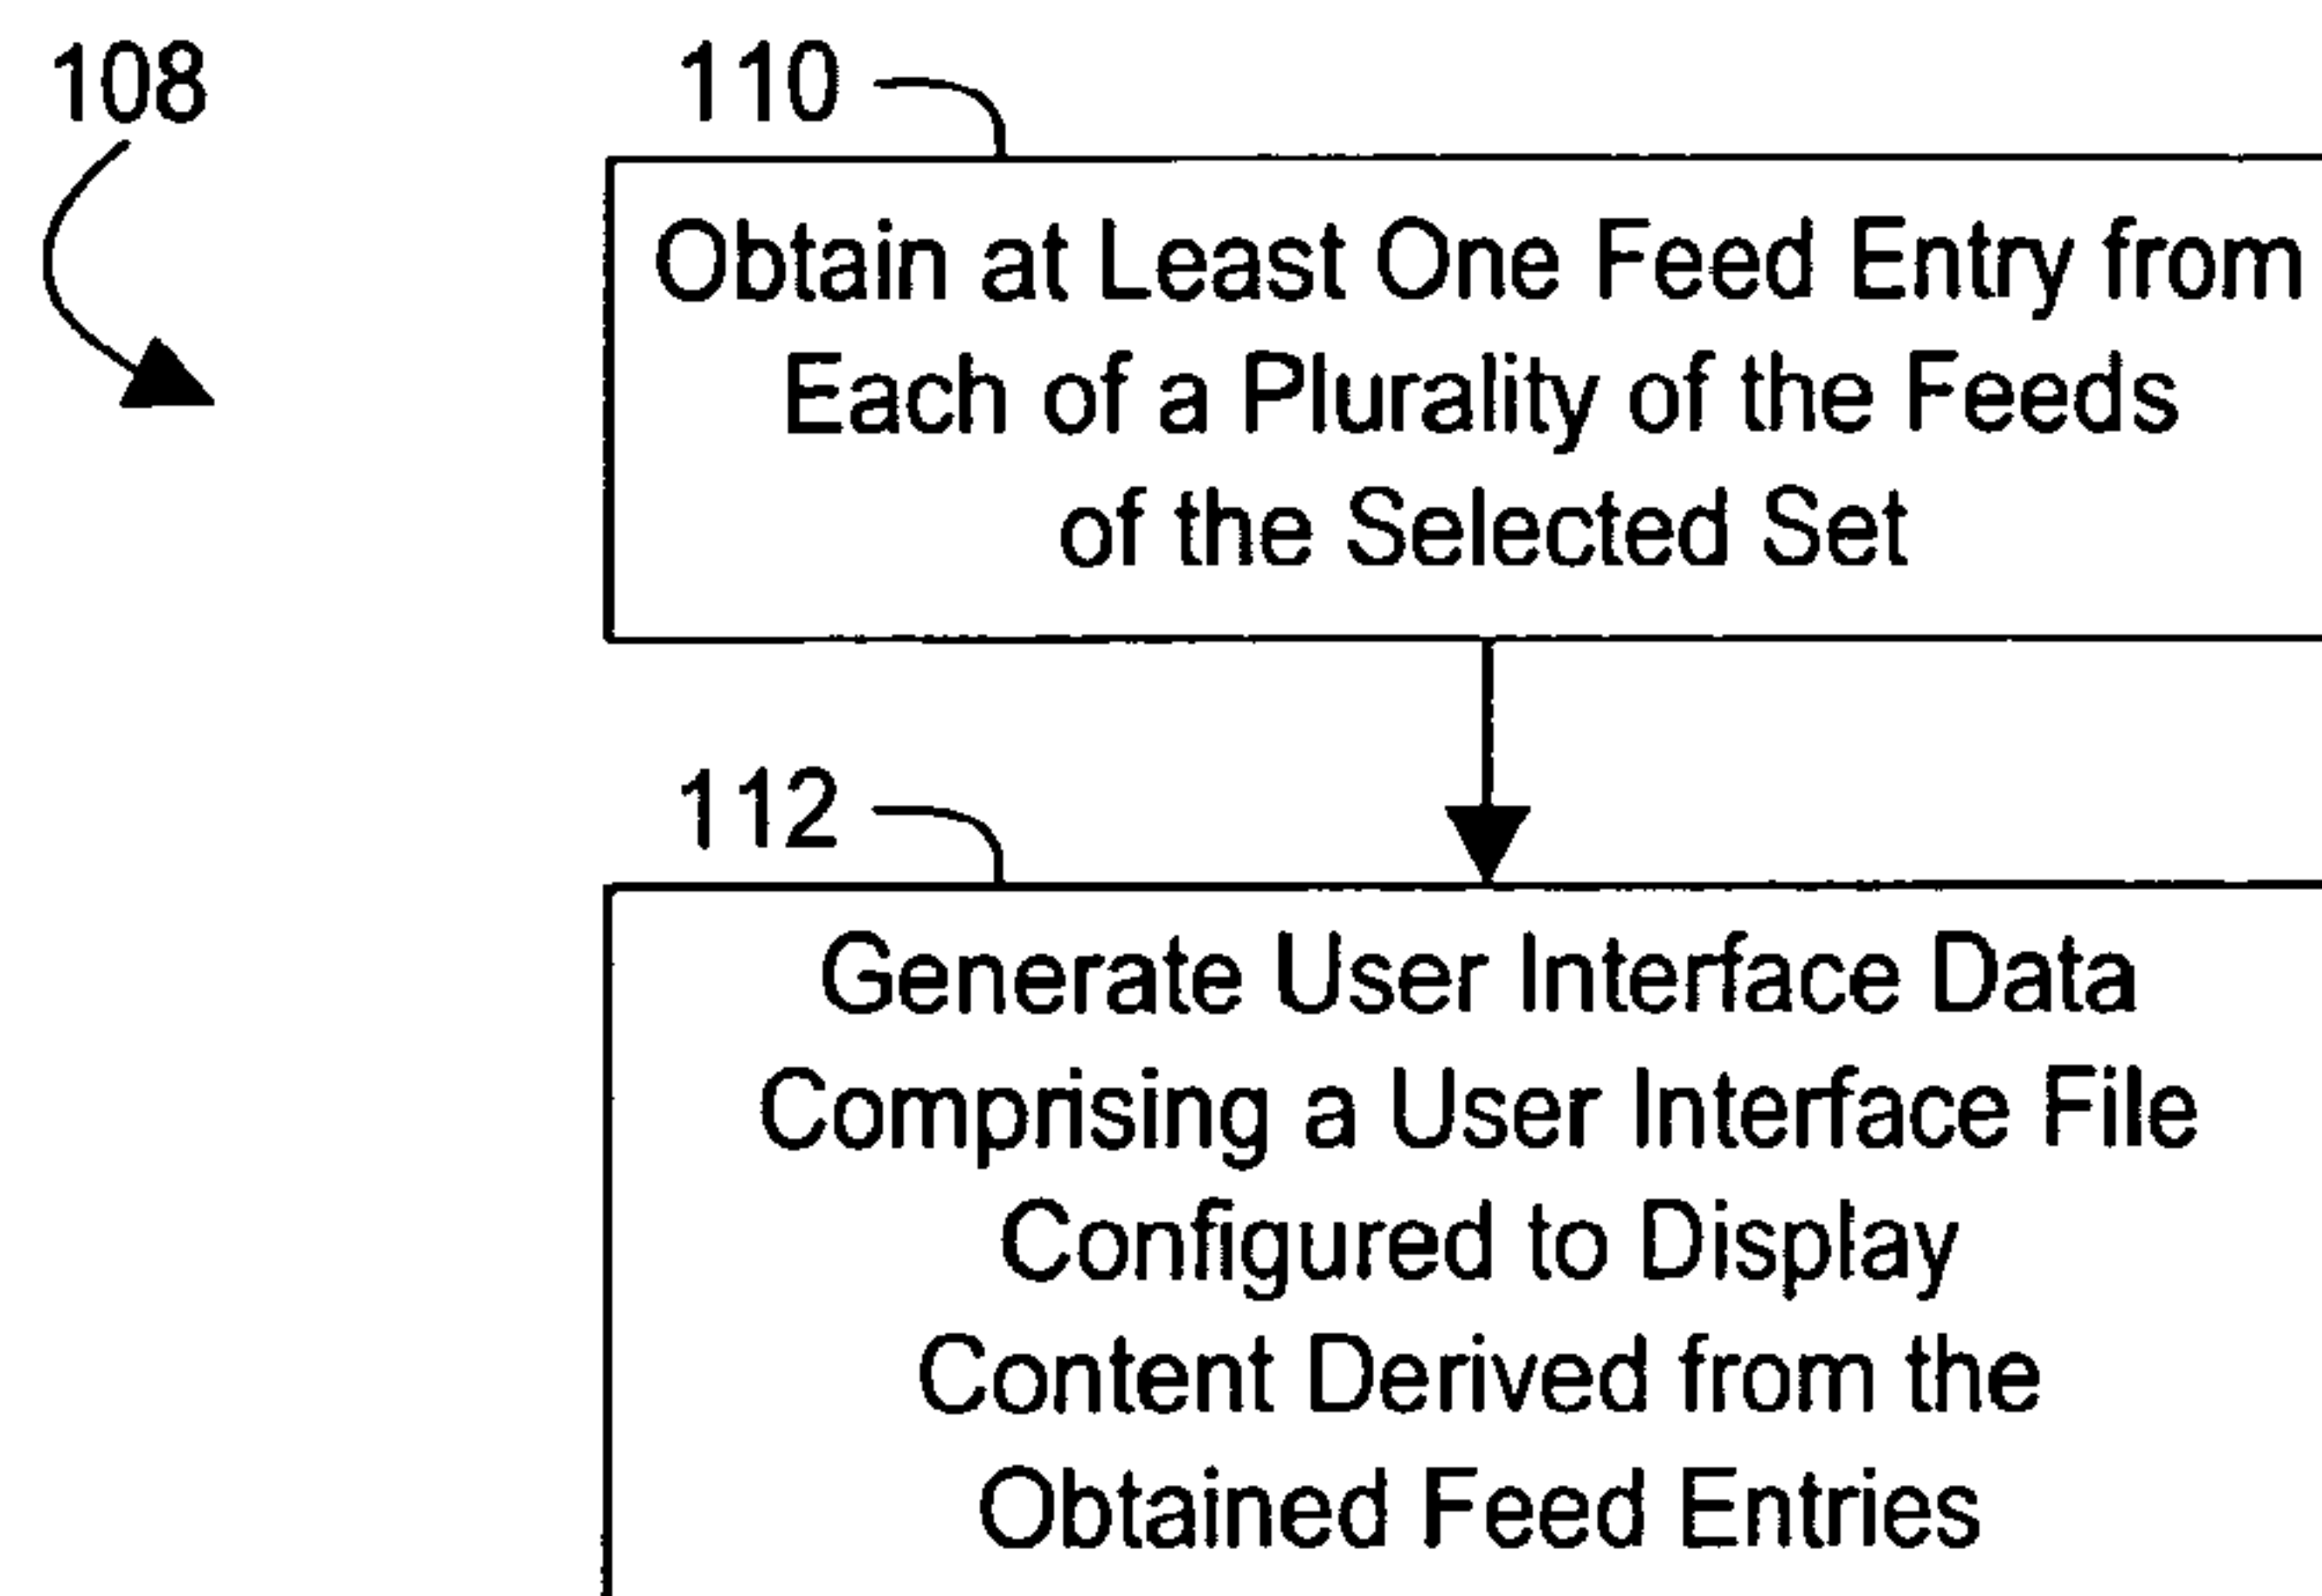 108
110
Obtain at Least One Feed Entry from
Each of a Plurality of the Feeds
of the Selected Set
112
Generate User Interface Data
Comprising a User Interface File
Configured to Display
Content Derived from the
Obtained Feed Entries